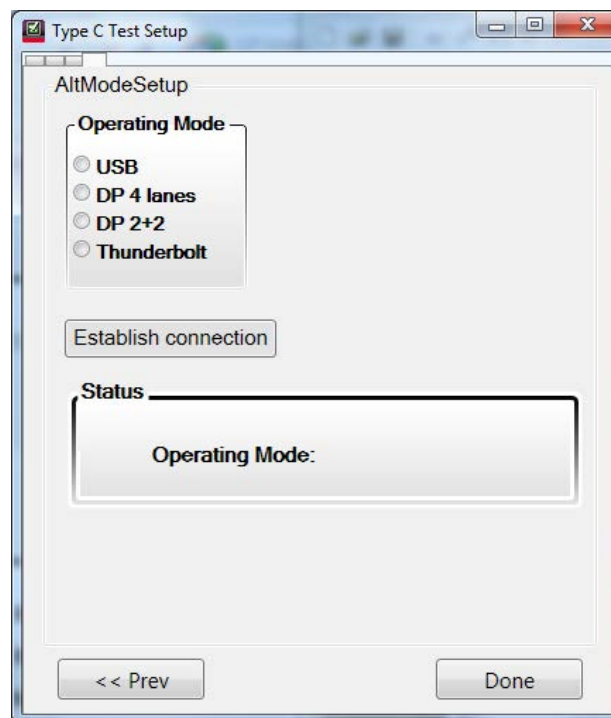 Type C Test Setup
AltModeSetup
Operating Mode
USB
DP 4 lanes
DP 2+2
Thunderbolt
Establish connection
Status
Operating Mode:
<< Prev
Done